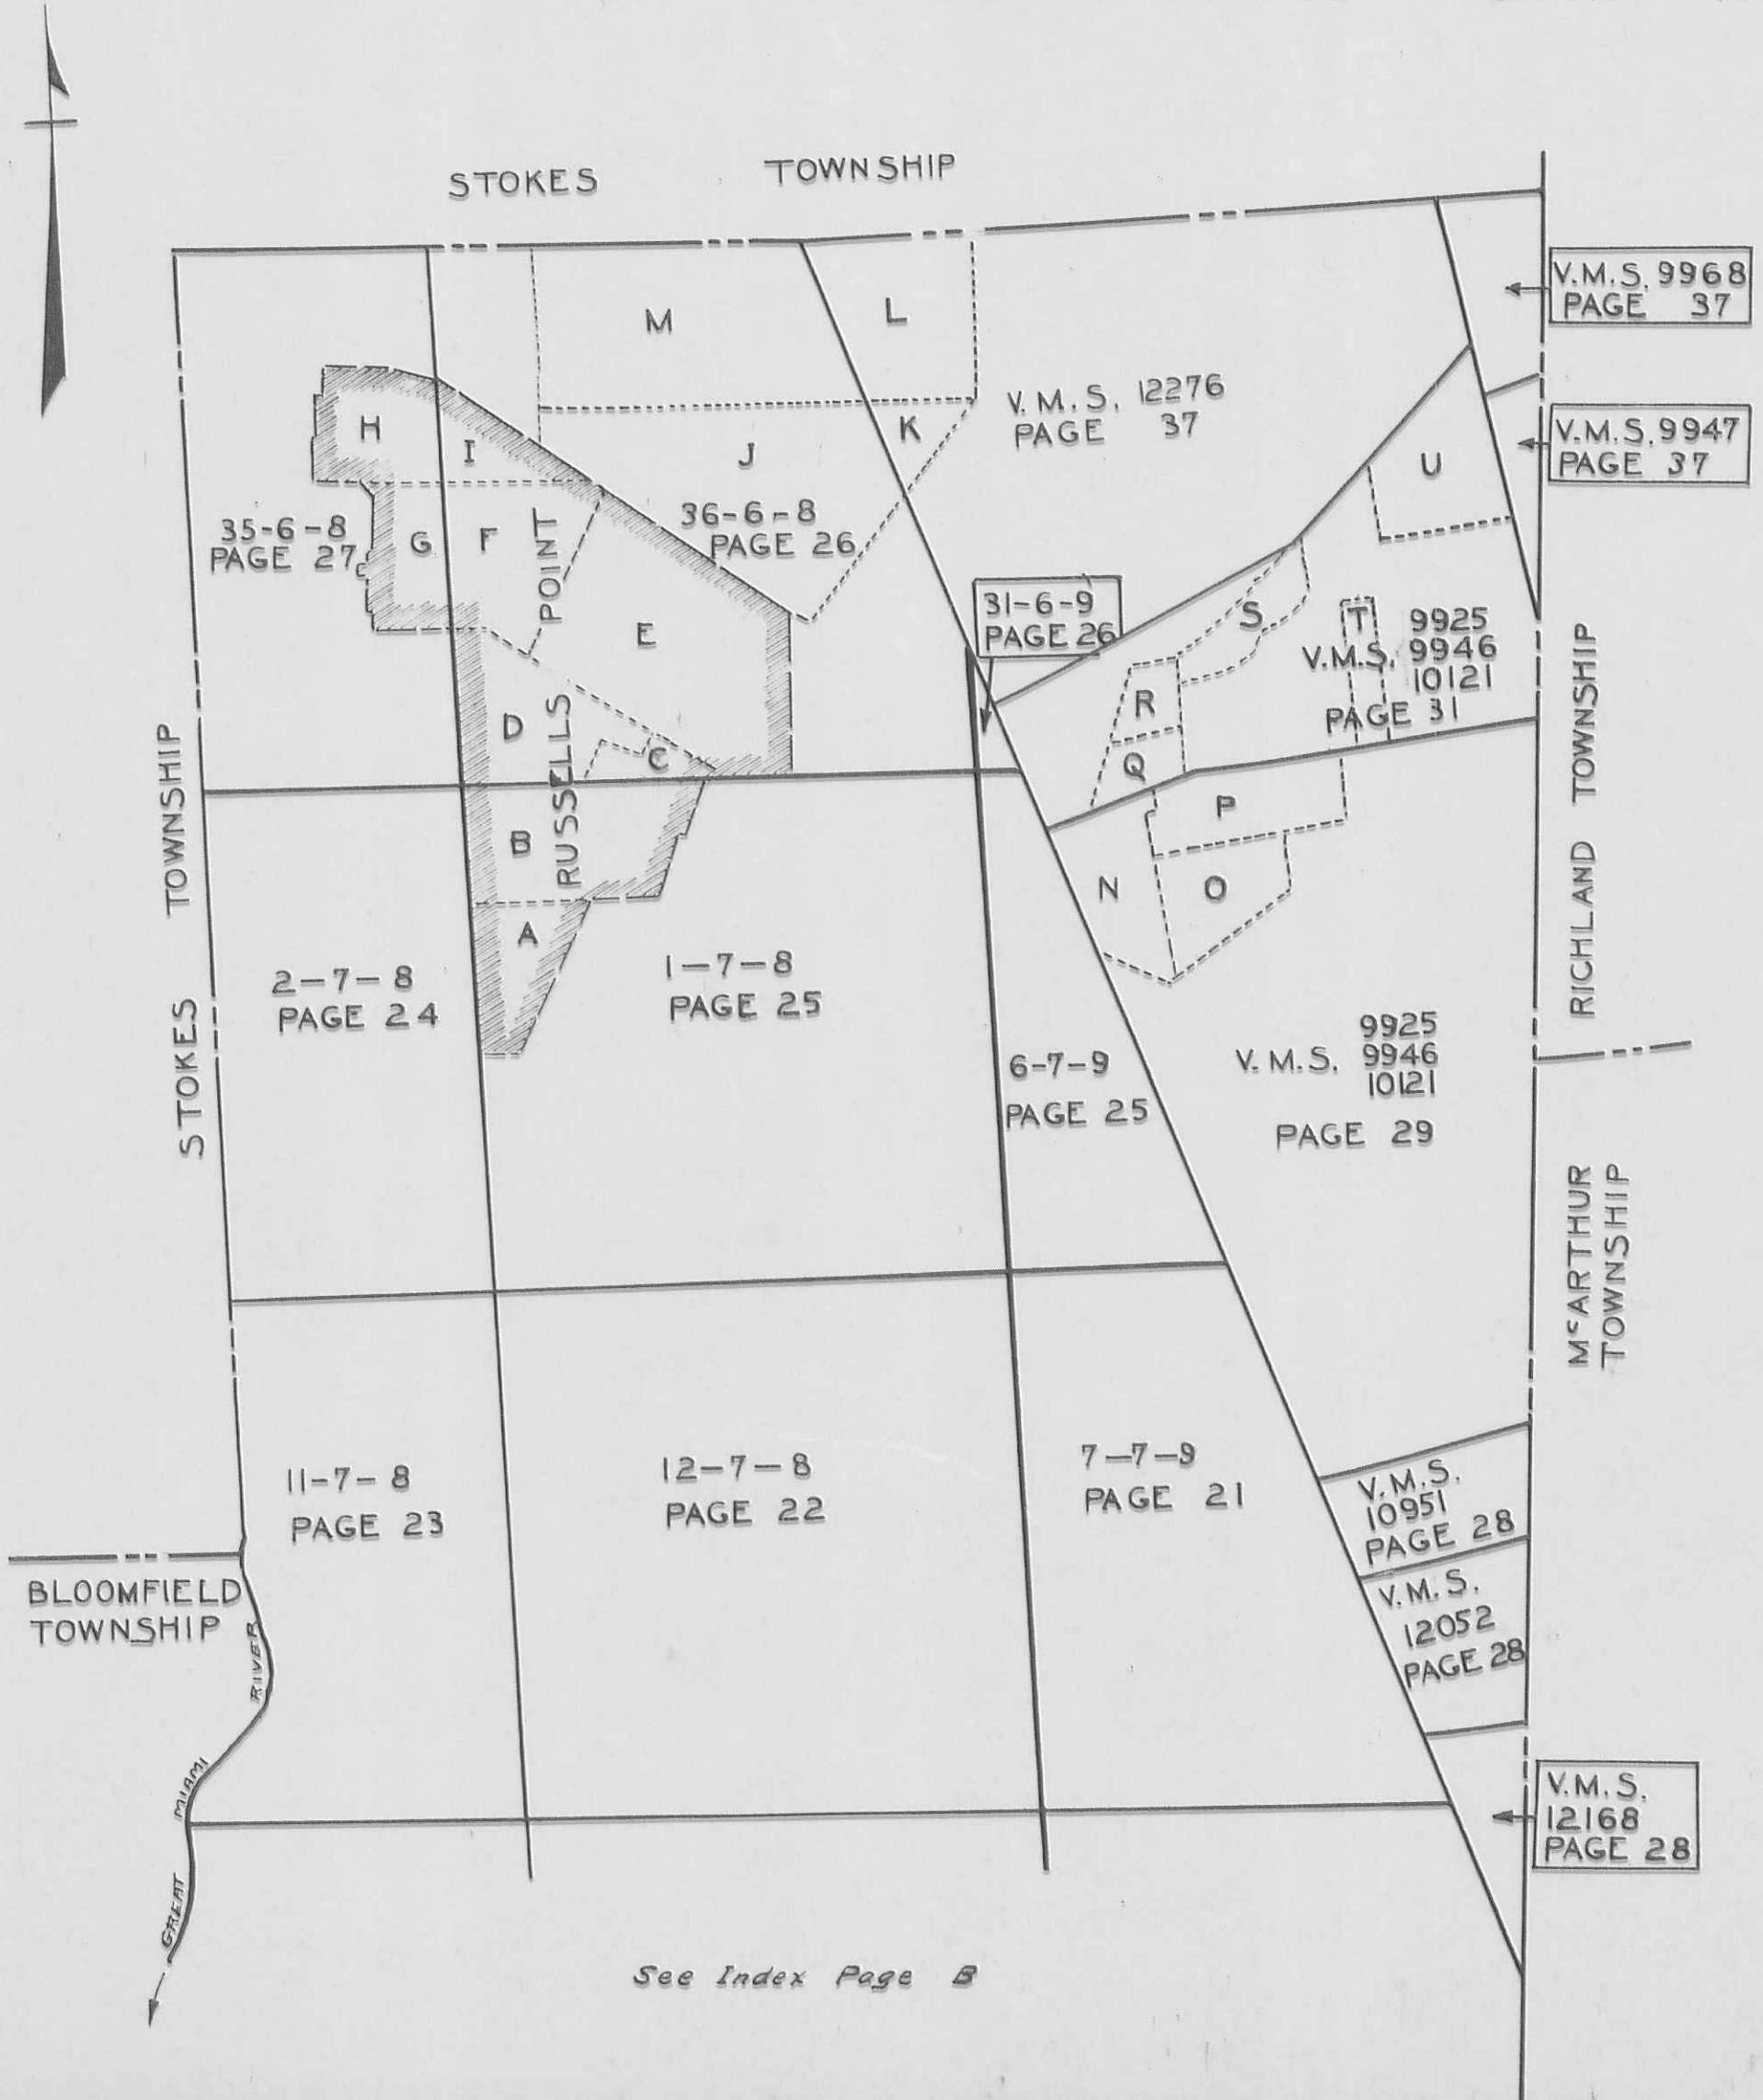 STOKES TOWNSHIP
V.M.S. 9968
PAGE 37
M
L
V.M.S. 12276
PAGE 37
H
I
J
K
V.M.S. 9947
PAGE 37
U
35-6-8
PAGE 27
G
F
POINT
36-6-8
PAGE 26
E
31-6-9
PAGE 26
S
T
9925
V.M.S. 9946
10121
PAGE 31
R
Q
D
C
RUSSELLS
B
A
P
N
O
STOKES TOWNSHIP
RICHLAND TOWNSHIP
2-7-8
PAGE 24
1-7-8
PAGE 25
6-7-9
PAGE 25
9925
V.M.S. 9946
10121
PAGE 29
McARTHUR
TOWNSHIP
11-7-8
PAGE 23
12-7-8
PAGE 22
7-7-9
PAGE 21
V.M.S.
10951
PAGE 28
V.M.S.
12052
PAGE 28
BLOOMFIELD
TOWNSHIP
GREAT MIAMI RIVER
V.M.S.
12168
PAGE 28
See Index Page B